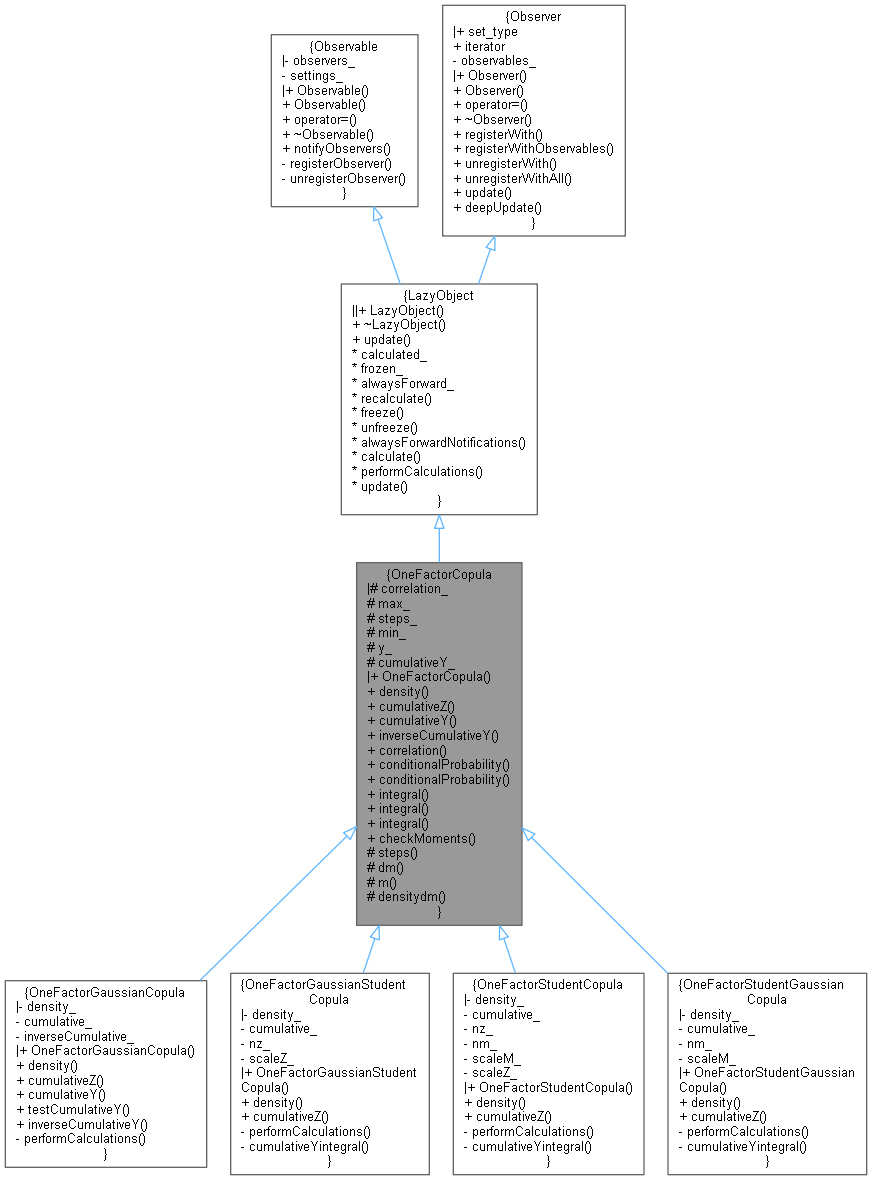 {Observable
|- observers_
- settings_
|+ Observable()
+ Observable()
+ operator=()
+ ~Observable()
+ notifyObservers()
- registerObserver()
- unregisterObserver()
}
{Observer
|+ set_type
+ iterator
- observables_
|+ Observer()
+ Observer()
+ operator=()
+ ~Observer()
+ registerWith()
+ registerWithObservables()
+ unregisterWith()
+ unregisterWithAll()
+ update()
+ deepUpdate()
}
{LazyObject
||+ LazyObject()
+ ~LazyObject()
+ update()
* calculated_
* frozen_
* alwaysForward_
* recalculate()
* freeze()
* unfreeze()
* alwaysForwardNotifications()
* calculate()
* performCalculations()
* update()
}
{OneFactorCopula
|# correlation_
# max_
# steps_
# min_
# y_
# cumulativeY_
|+ OneFactorCopula()
+ density()
+ cumulativeZ()
+ cumulativeY()
+ inverseCumulativeY()
+ correlation()
+ conditionalProbability()
+ conditionalProbability()
+ integral()
+ integral()
+ integral()
+ checkMoments()
# steps()
# dm()
# m()
# densitydm()
}
{OneFactorGaussianCopula
|- density_
- cumulative_
- inverseCumulative_
|+ OneFactorGaussianCopula()
+ density()
+ cumulativeZ()
+ cumulativeY()
+ testCumulativeY()
+ inverseCumulativeY()
- performCalculations()
}
{OneFactorGaussianStudent
Copula
|- density_
- cumulative_
- nz_
- scaleZ_
|+ OneFactorGaussianStudent
Copula()
+ density()
+ cumulativeZ()
- performCalculations()
- cumulativeYintegral()
}
{OneFactorStudentCopula
|- density_
- cumulative_
- nz_
- nm_
- scaleM_
- scaleZ_
|+ OneFactorStudentCopula()
+ density()
+ cumulativeZ()
- performCalculations()
- cumulativeYintegral()
}
{OneFactorStudentGaussian
Copula
|- density_
- cumulative_
- nm_
- scaleM_
|+ OneFactorStudentGaussian
Copula()
+ density()
+ cumulativeZ()
- performCalculations()
- cumulativeYintegral()
}